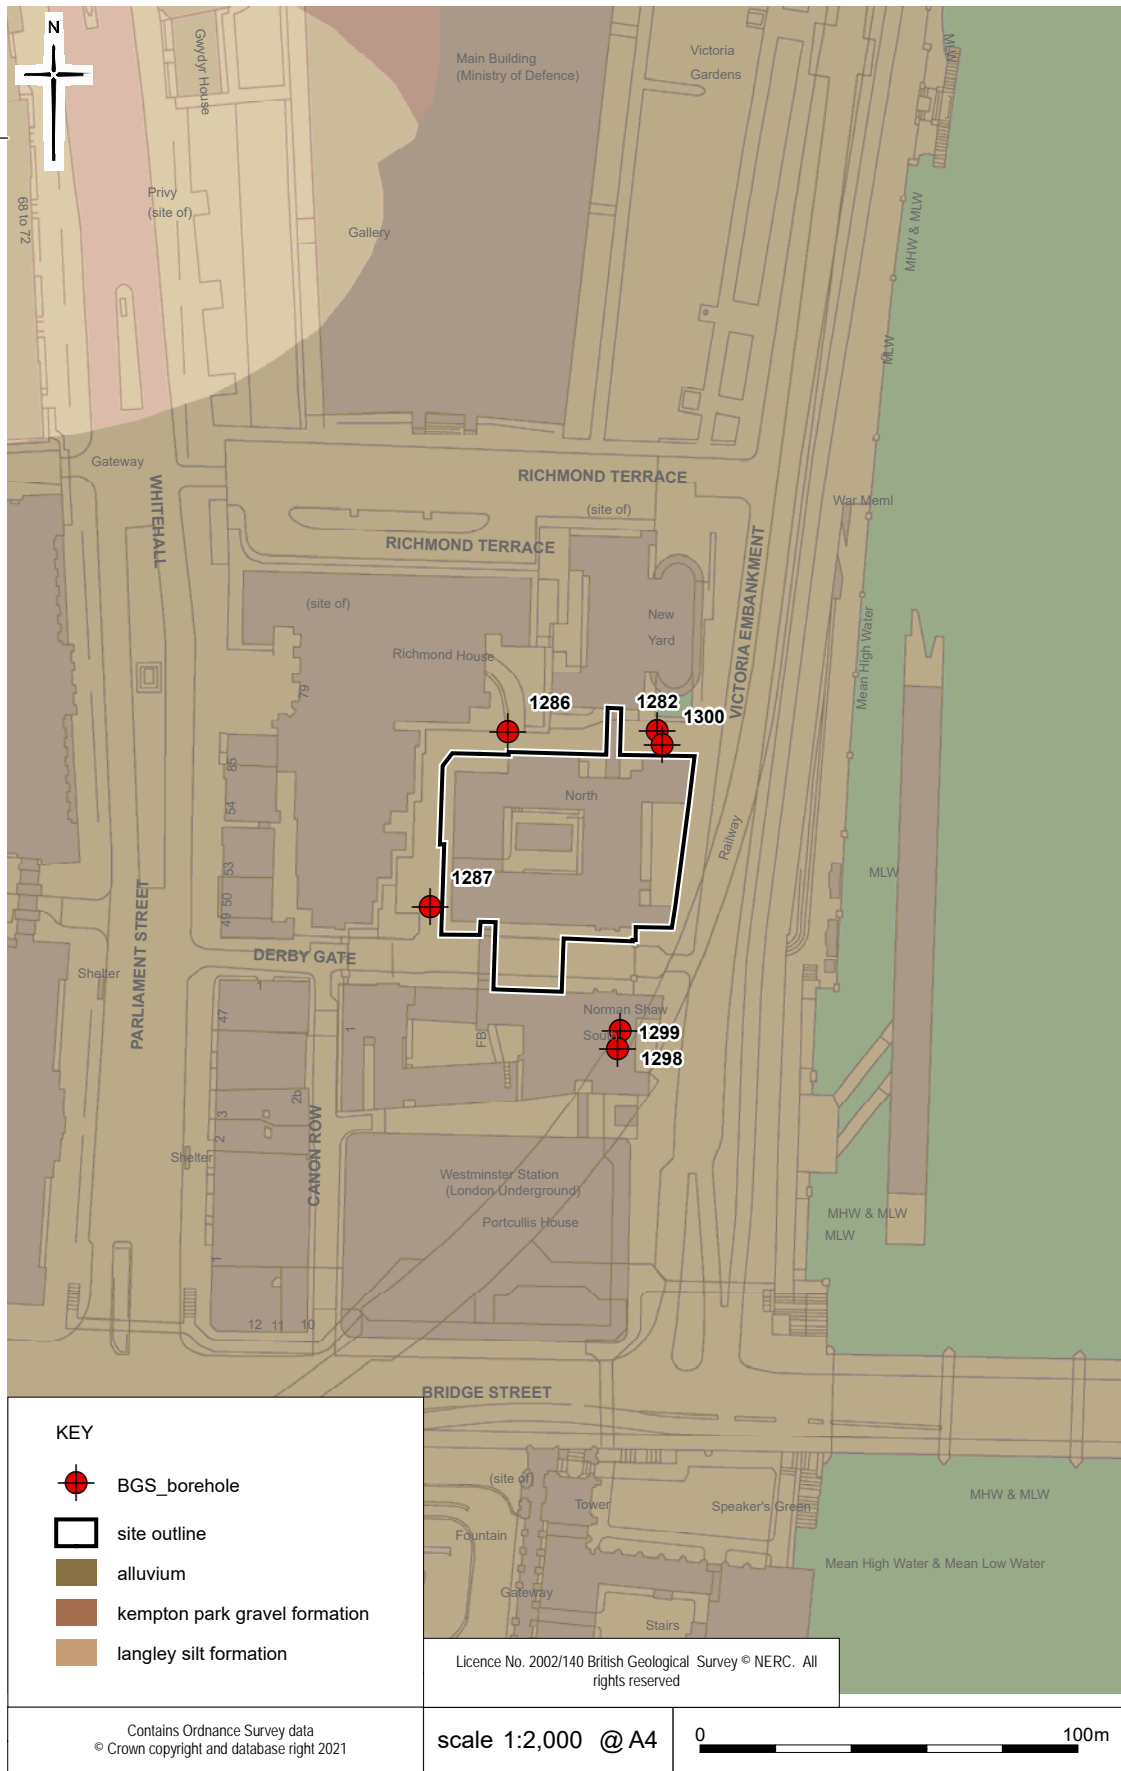 N
Gwydyr House
Main Building
(Ministry of Defence)
Victoria
Gardens
MLW
68 to 72
Privy
(site of)
Gallery
MHW & MLW
MLW
Gateway
WHITEHALL
RICHMOND TERRACE
(site of)
War Meml
RICHMOND TERRACE
VICTORIA EMBANKMENT
(site of)
New
Yard
Mean High Water
Richmond House
79
1286
1282
1300
85
North
54
Railway
53
MLW
1287
50
49
PARLIAMENT STREET
DERBY GATE
Shelter
1
47
1
Norman Shaw
South
FB
1299
1298
2b
3
2
CANON ROW
Shelter
Westminster Station
(London Underground)
MHW & MLW
MLW
Portcullis House
1
12
11
10
BRIDGE STREET
(site of)
Tower
Speaker's Green
MHW & MLW
Fountain
Mean High Water & Mean Low Water
Gateway
Stairs
KEY
BGS_borehole
site outline
alluvium
kempton park gravel formation
langley silt formation
Licence No. 2002/140 British Geological Survey © NERC. All
rights reserved
Contains Ordnance Survey data
© Crown copyright and database right 2021
scale 1:2,000 @ A4
0
100m